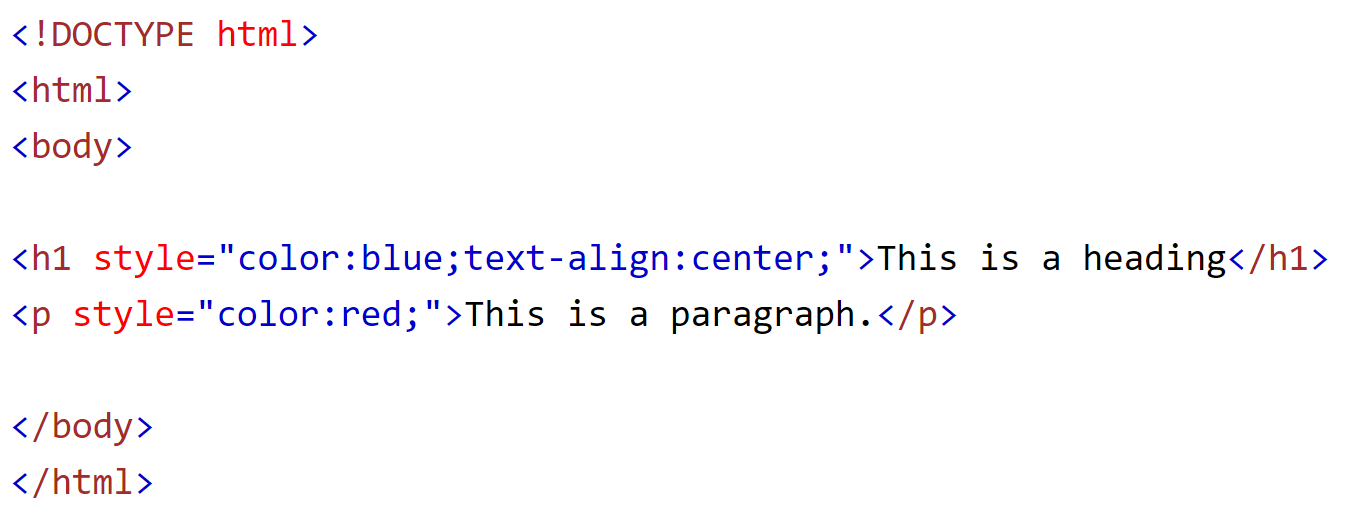 <!DOCTYPE html>
<html>
<body>
<h1 style="color:blue;text-align:center;">This is a heading</h1>
<p style="color:red;">This is a paragraph.</p>
</body>
</html>